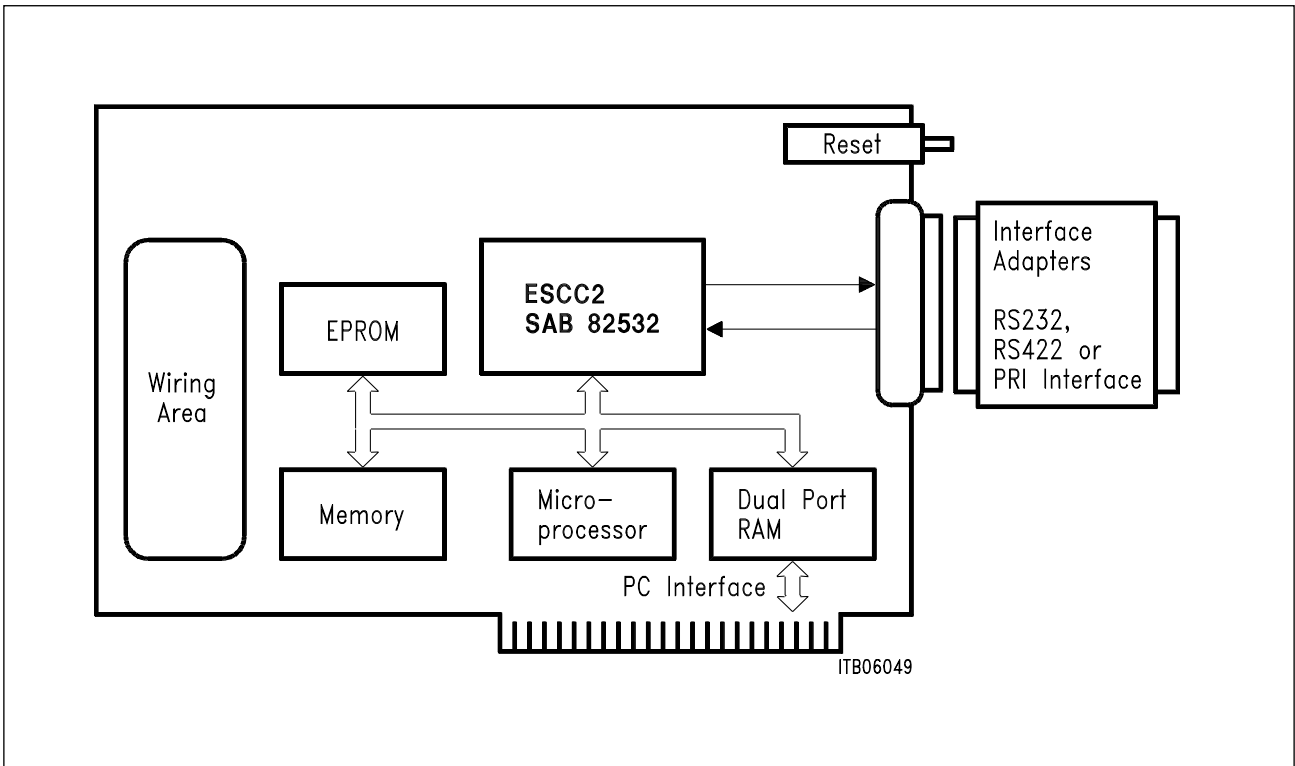 Reset
Interface
Adapters
RS232,
RS422 or
PRI Interface
ESCC2
SAB 82532
EPROM
Wiring
Area
Memory
Micro-
processor
Dual Port
RAM
PC Interface
ITB06049